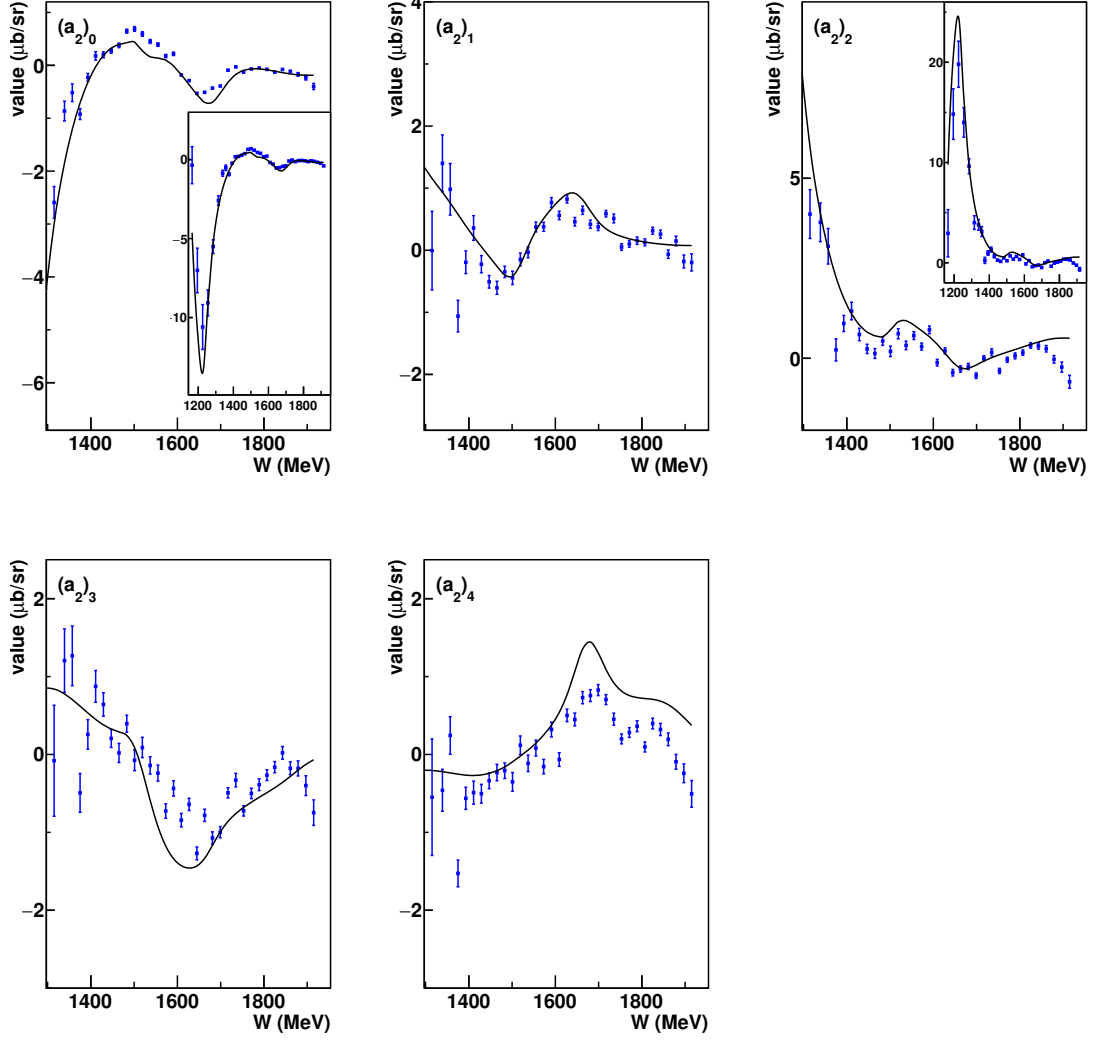 (a2)0
value (μb/sr)
0
−2
−4
−6
0
−5
−10
1200 1400 1600 1800
1400 1600 1800
W (MeV)
(a2)1
value (μb/sr)
4
2
0
−2
1400 1600 1800
W (MeV)
(a2)2
value (μb/sr)
5
0
20
10
0
1200 1400 1600 1800
1400 1600 1800
W (MeV)
(a2)3
value (μb/sr)
2
0
−2
1400 1600 1800
W (MeV)
(a2)4
value (μb/sr)
2
0
−2
1400 1600 1800
W (MeV)